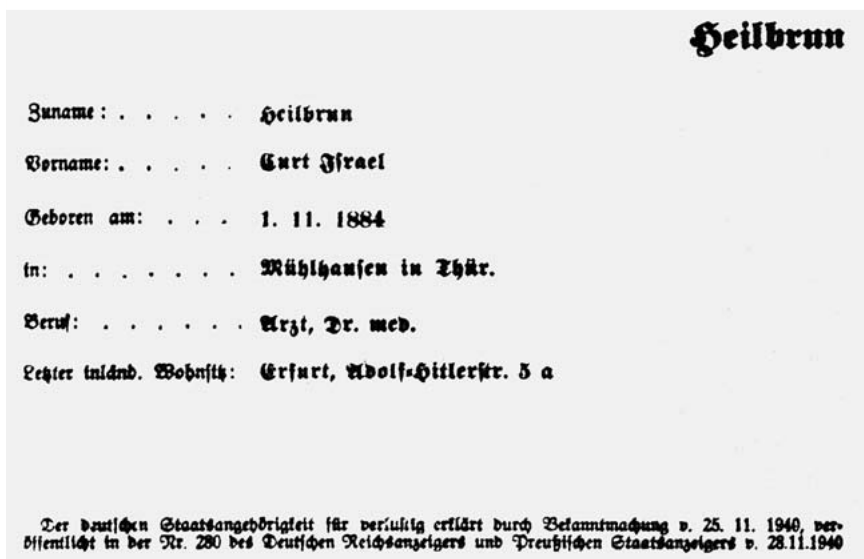 Heilbrun
Zuname: . . . . . Heilbrun
Vorname: . . . . . Curt Israel
Geboren am: . . . 1. 11. 1884
in: . . . . . . . Mühlhausen in Thür.
Beruf: . . . . . . Arzt, Dr. med.
Letzter inländ. Wohnsitz: Erfurt, Adolf-Hitlerstr. 5 a
Der deutschen Staatsangehörigkeit für verlustig erklärt durch Bekanntmachung v. 25. 11. 1940, ver-
öffentlicht in der Nr. 280 des Deutschen Reichsanzeigers und Preußischen Staatsanzeigers v. 28.11.1940